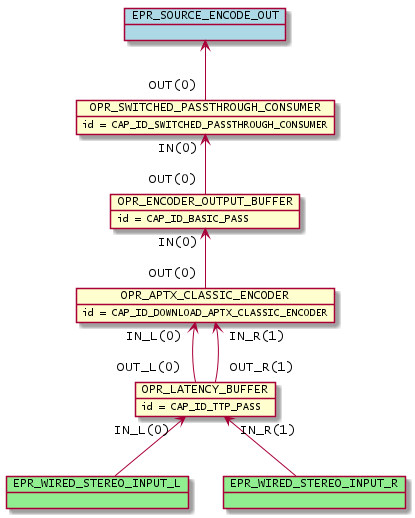 EPR_SOURCE_ENCODE_OUT
OUT(0)
OPR_SWITCHED_PASSTHROUGH_CONSUMER
id = CAP_ID_SWITCHED_PASSTHROUGH_CONSUMER
IN(0)
OUT(0)
OPR_ENCODER_OUTPUT_BUFFER
id = CAP_ID_BASIC_PASS
IN(0)
OUT(0)
OPR_APTX_CLASSIC_ENCODER
id = CAP_ID_DOWNLOAD_APTX_CLASSIC_ENCODER
IN_L(0) IN_R(1)
OUT_L(0) OUT_R(1)
OPR_LATENCY_BUFFER
id = CAP_ID_TTP_PASS
IN_L(0) IN_R(1)
EPR_WIRED_STEREO_INPUT_L EPR_WIRED_STEREO_INPUT_R